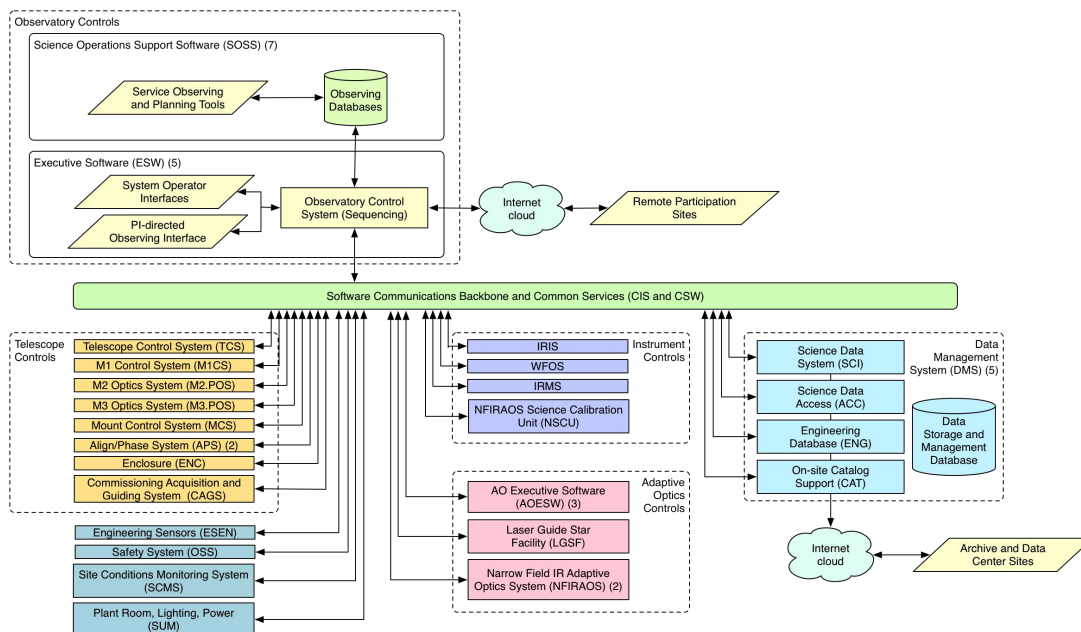 Observatory Controls
Science Operations Support Software (SOSS) (7)
Service Observing
and Planning Tools
Observing
Databases
Executive Software (ESW) (5)
System Operator
Interfaces
PI-directed
Observing Interface
Observatory Control
System (Sequencing)
Internet
cloud
Remote Participation
Sites
Software Communications Backbone and Common Services (CIS and CSW)
Telescope
Controls
Telescope Control System (TCS)
M1 Control System (M1CS)
M2 Optics System (M2.POS)
M3 Optics System (M3.POS)
Mount Control System (MCS)
Align/Phase System (APS) (2)
Enclosure (ENC)
Commissioning Acquisition and
Guiding System (CAGS)
Engineering Sensors (ESEN)
Safety System (OSS)
Site Conditions Monitoring System
(SCMS)
Plant Room, Lighting, Power
(SUM)
Instrument
Controls
IRIS
WFOS
IRMS
NFIRAOS Science Calibration
Unit (NSCU)
Adaptive
Optics
Controls
AO Executive Software
(AOESW) (3)
Laser Guide Star
Facility (LGSF)
Narrow Field IR Adaptive
Optics System (NFIRAOS) (2)
Data
Management
System (DMS) (5)
Science Data
System (SCI)
Science Data
Access (ACC)
Engineering
Database (ENG)
On-site Catalog
Support (CAT)
Data
Storage and
Management
Database
Internet
cloud
Archive and Data
Center Sites